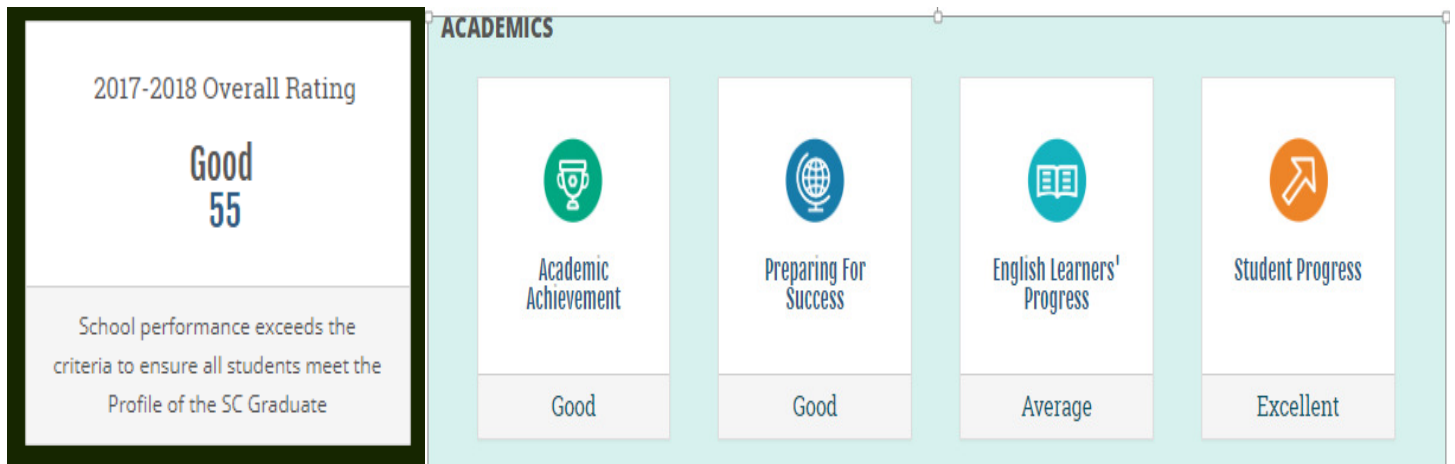 2017-2018 Overall Rating
Good
55
School performance exceeds the
criteria to ensure all students meet the
Profile of the SC Graduate
ACADEMICS
Academic
Achievement
Good
Preparing For
Success
Good
English Learners'
Progress
Average
Student Progress
Excellent